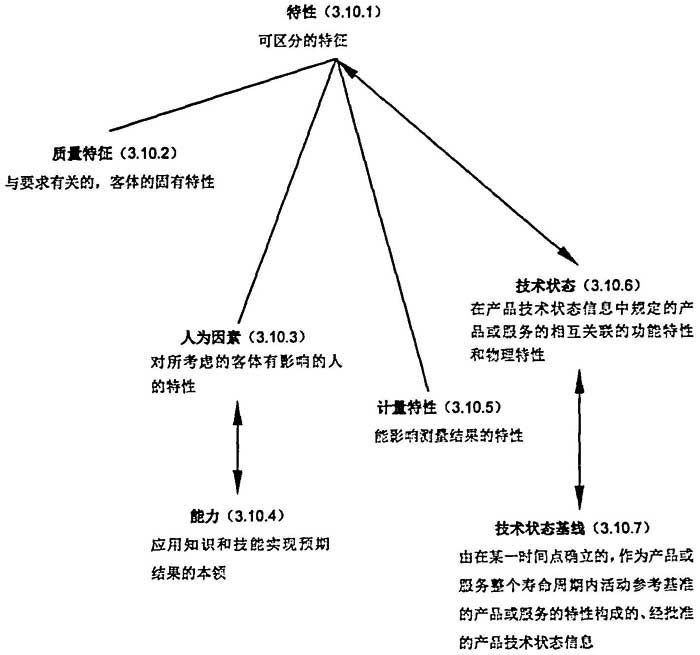 特性（3.10.1）
可区分的特征
质量特征（3.10.2）
与要求有关的，客体的固有特性
技术状态（3.10.6）
在产品技术状态信息中规定的产
品或服务的相互关联的功能特性
和物理特性
人为因素（3.10.3）
对所考虑的客体有影响的人
的特性
计量特性（3.10.5）
能影响测量结果的特性
能力（3.10.4）
应用知识和技能实现预期
结果的本领
技术状态基线（3.10.7）
由在某一时间点确立的，作为产品或
服务整个寿命周期内活动参考基准
的产品或服务的特性构成的、经批准
的产品技术状态信息